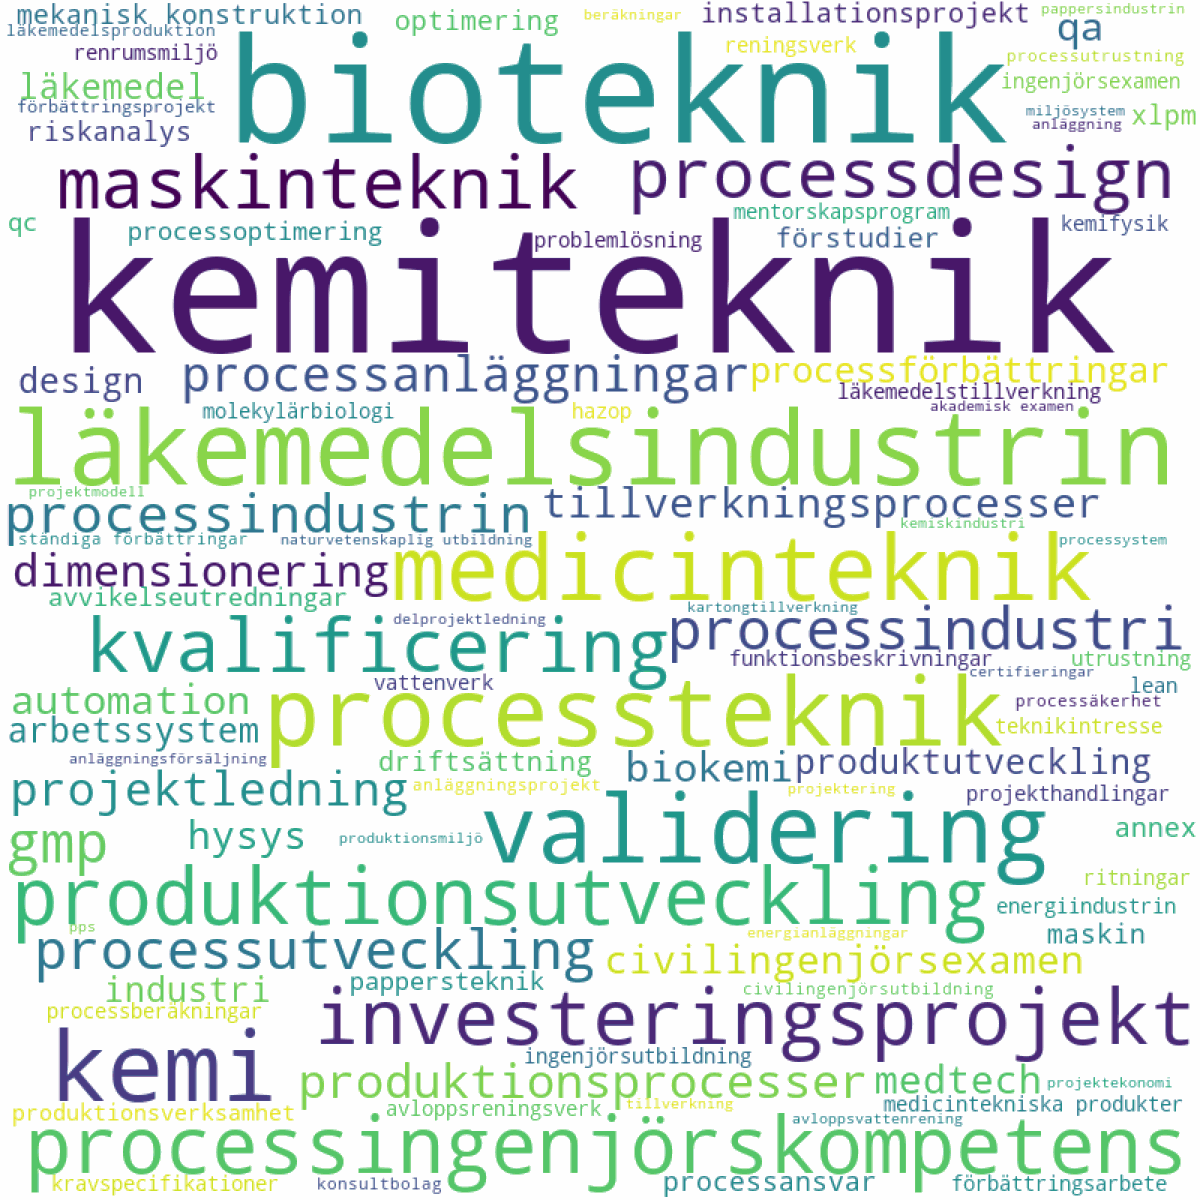 mekanisk konstruktion
optimering
beräkningar
installationsprojekt
pappersindustrin
läkemedelsproduktion
qa
renrumsmiljö
bioteknik
reningsverk
processutrustning
läkemedel
ingenjörsexamen
förbättringsprojekt
miljösystem
xlpm
riskanalys
anläggning
maskinteknik
processdesign
qc
processoptimering
mentorskapsprogram
kemifysik
problemlösning
förstudier
kemiteknik
design
processanläggningar
processförbättringar
läkemedelstillverkning
molekylärbiologi
hazop
akademisk examen
läkemedelsindustrin
projektmodell
processindustrin
tillverkningsprocesser
kemiskindustri
ständiga förbättringar
naturvetenskaplig utbildning
processystem
dimensionering
medicinteknik
avvikelseutredningar
kartongtillverkning
delprojektledning
kvalificering
processindustri
funktionsbeskrivningar
utrustning
certifieringar
vattenverk
lean
automation
processteknik
processäkerhet
arbetssystem
teknikintresse
anläggningsförsäljning
driftsättning
biokemi
produktutveckling
projektledning
anläggningsprojekt
projektering
projekthandlingar
gmp
hysys
produktionsmiljö
validering
annex
produktionsutveckling
ritningar
energiindustrin
pps
processutveckling
energianläggningar
maskin
civilingenjörsexamen
industri
pappersteknik
civilingenjörsutbildning
processberäkningar
investeringsprojekt
kemi
ingenjörsutbildning
produktionsprocesser
medtech
projektekonomi
produktionsverksamhet
avloppsreningsverk
tillverkning
medicintekniska produkter
avloppsvattenrening
processingenjörskompetens
kravspecifikationer
konsultbolag
processansvar
förbättringsarbete